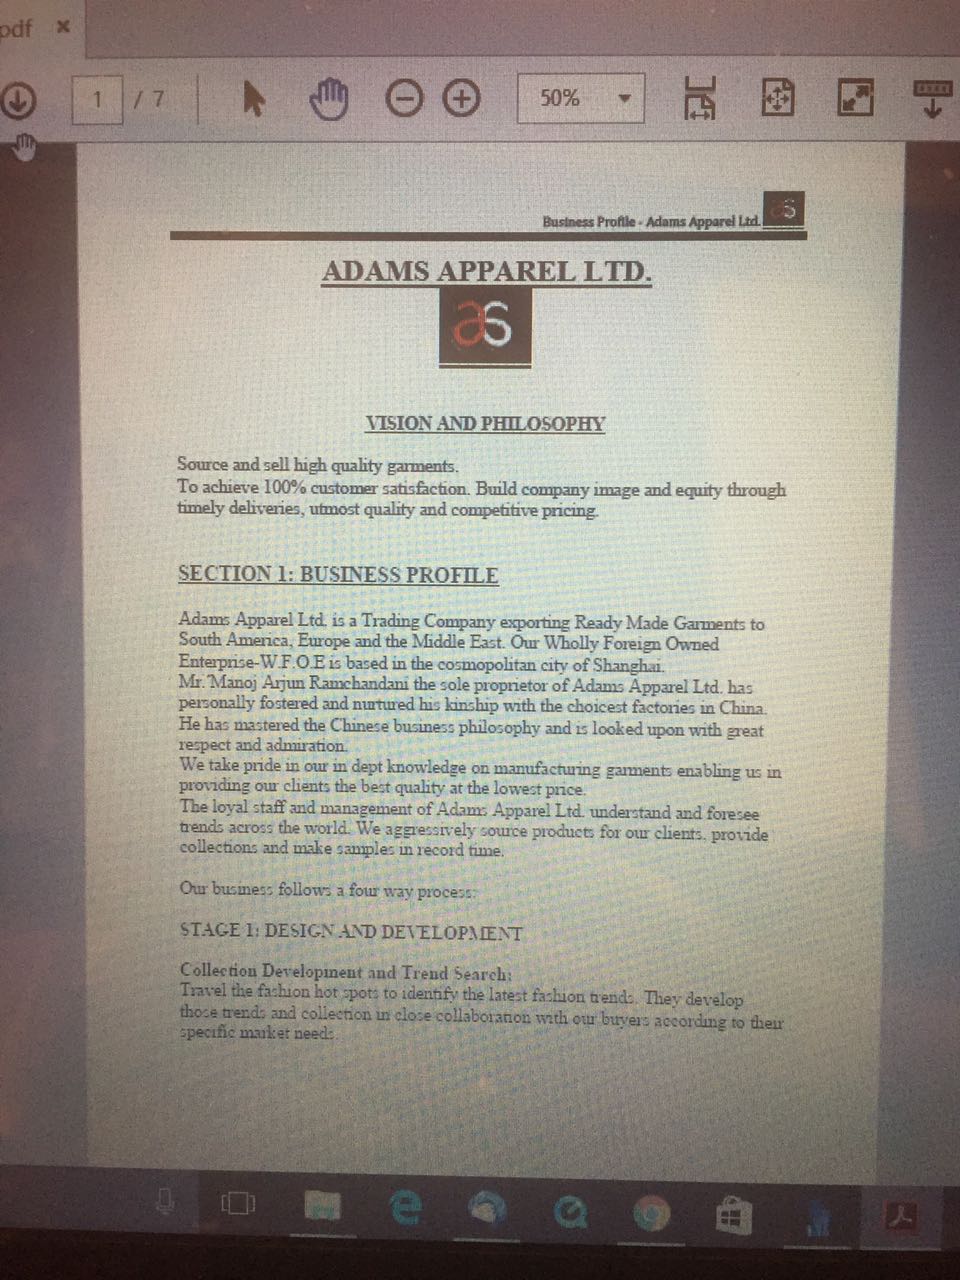 pdf ×
1 / 7
50%
Business Profile - Adams Apparel Ltd.
as
ADAMS APPAREL LTD.
as
VISION AND PHILOSOPHY
Source and sell high quality garments.
To achieve 100% customer satisfaction. Build company image and equity through
timely deliveries, utmost quality and competitive pricing.
SECTION 1: BUSINESS PROFILE
Adams Apparel Ltd. is a Trading Company exporting Ready Made Garments to
South America, Europe and the Middle East. Our Wholly Foreign Owned
Enterprise-W.F.O.E is based in the cosmopolitan city of Shanghai.
Mr. Manoj Arjun Ramchandani the sole proprietor of Adams Apparel Ltd. has
personally fostered and nurtured his kinship with the choicest factories in China.
He has mastered the Chinese business philosophy and is looked upon with great
respect and admiration.
We take pride in our in dept knowledge on manufacturing garments enabling us in
providing our clients the best quality at the lowest price.
The loyal staff and management of Adams Apparel Ltd. understand and foresee
trends across the world. We aggressively source products for our clients, provide
collections and make samples in record time.
Our business follows a four way process:
STAGE 1: DESIGN AND DEVELOPMENT
Collection Development and Trend Search:
Travel the fashion hot spots to identify the latest fashion trends. They develop
those trends and collection in close collaboration with our buyers according to their
specific market needs.